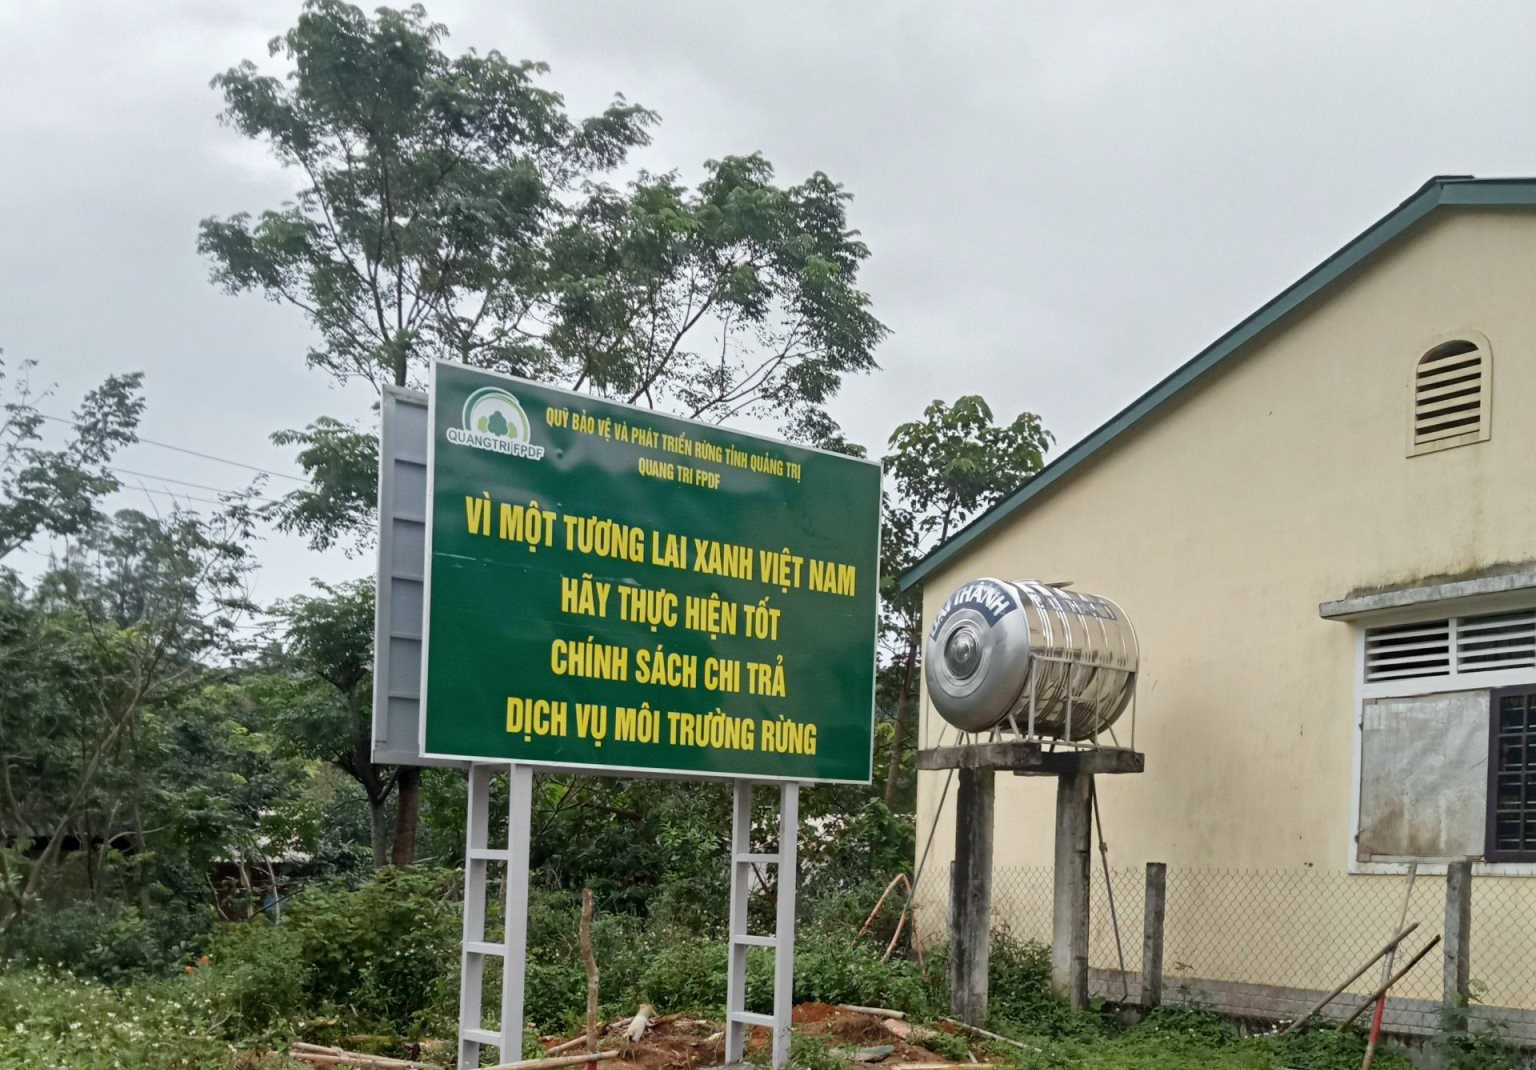 QUANGTRI|FPDF
QUỸ BẢO VỆ VÀ PHÁT TRIỂN RỪNG TỈNH QUẢNG TRỊ
QUANG TRI FPDF
VÌ MỘT TƯƠNG LAI XANH VIỆT NAM
HÃY THỰC HIỆN TỐT
CHÍNH SÁCH CHI TRẢ
DỊCH VỤ MÔI TRƯỜNG RỪNG
THÀNH